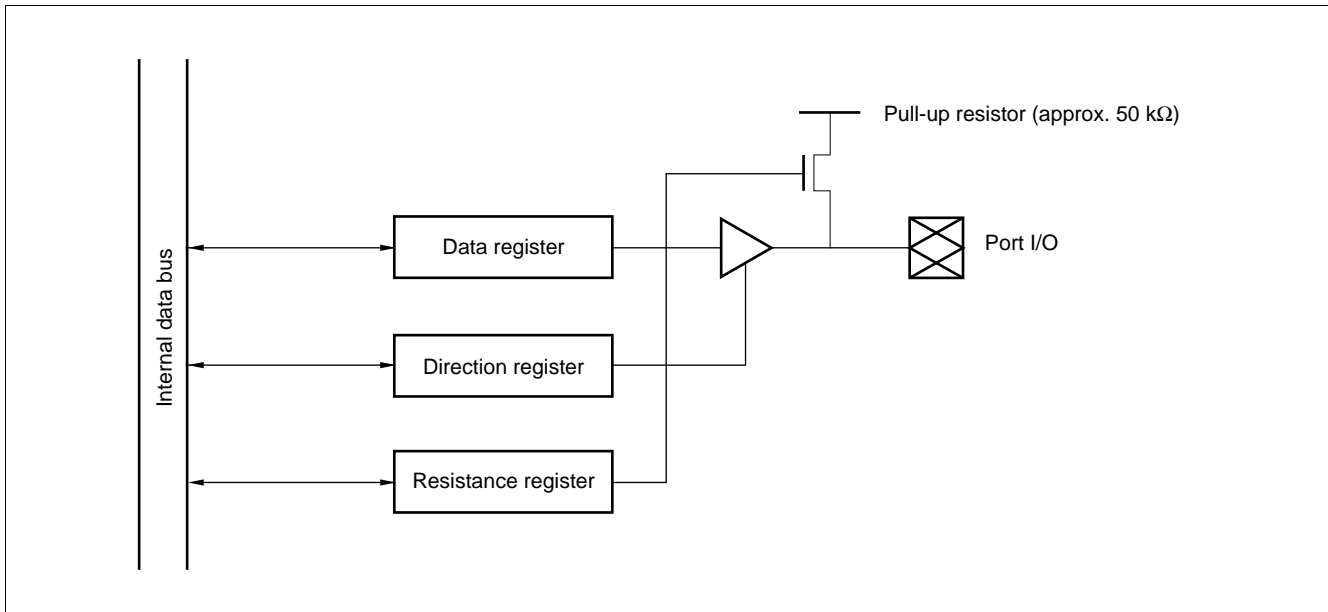 Pull-up resistor (approx. 50 kΩ)
Data register
Port I/O
Internal data bus
Direction register
Resistance register